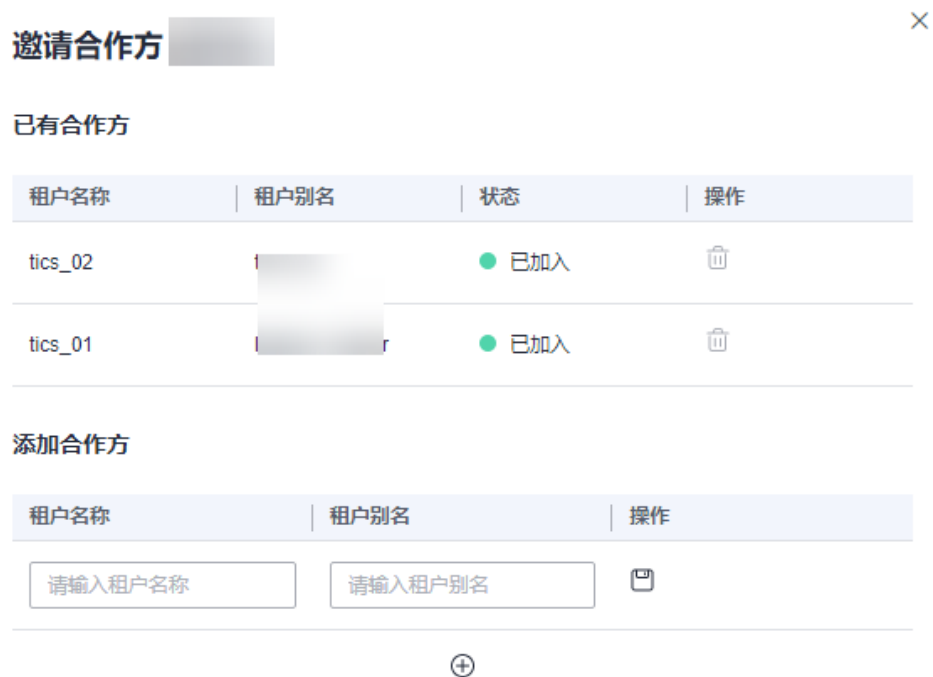 邀请合作方
已有合作方
租户名称 租户别名 状态 操作
tics_02 已加入
tics_01 已加入
添加合作方
租户名称 租户别名 操作
请输入租户名称 请输入租户别名